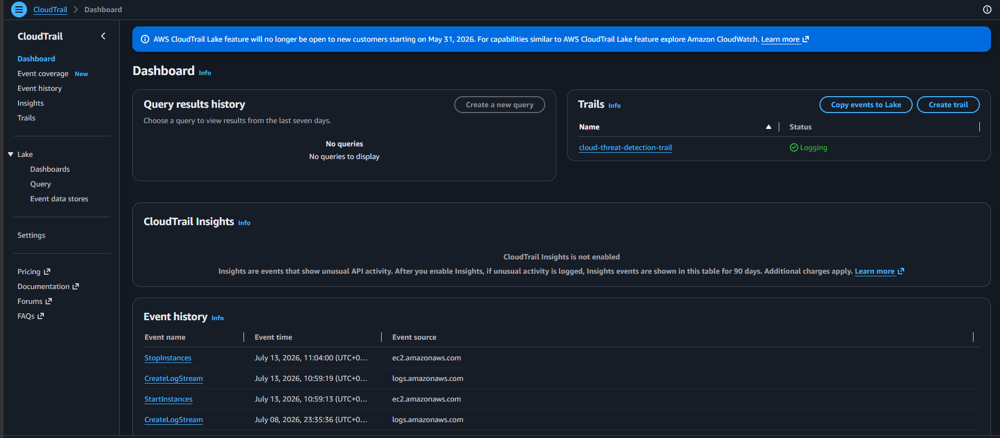 CloudTrail > Dashboard
CloudTrail
Dashboard
Event coverage New
Event history
Insights
Trails
Lake
Dashboards
Query
Event data stores
Settings
Pricing
Documentation
Forums
FAQs
AWS CloudTrail Lake feature will no longer be open to new customers starting on May 31, 2026. For capabilities similar to AWS CloudTrail Lake feature explore Amazon CloudWatch. Learn more
Dashboard Info
Query results history
Create a new query
Choose a query to view results from the last seven days.
No queries
No queries to display
Trails Info
Copy events to Lake
Create trail
Name Status
cloud-threat-detection-trail Logging
CloudTrail Insights Info
CloudTrail Insights is not enabled
Insights are events that show unusual API activity. After you enable Insights, if unusual activity is logged, Insights events are shown in this table for 90 days. Additional charges apply. Learn more
Event history Info
Event name Event time Event source
StopInstances July 13, 2026, 11:04:00 (UTC+0… ec2.amazonaws.com
CreateLogStream July 13, 2026, 10:59:19 (UTC+0… logs.amazonaws.com
StartInstances July 13, 2026, 10:59:13 (UTC+0… ec2.amazonaws.com
CreateLogStream July 08, 2026, 23:35:36 (UTC+0… logs.amazonaws.com